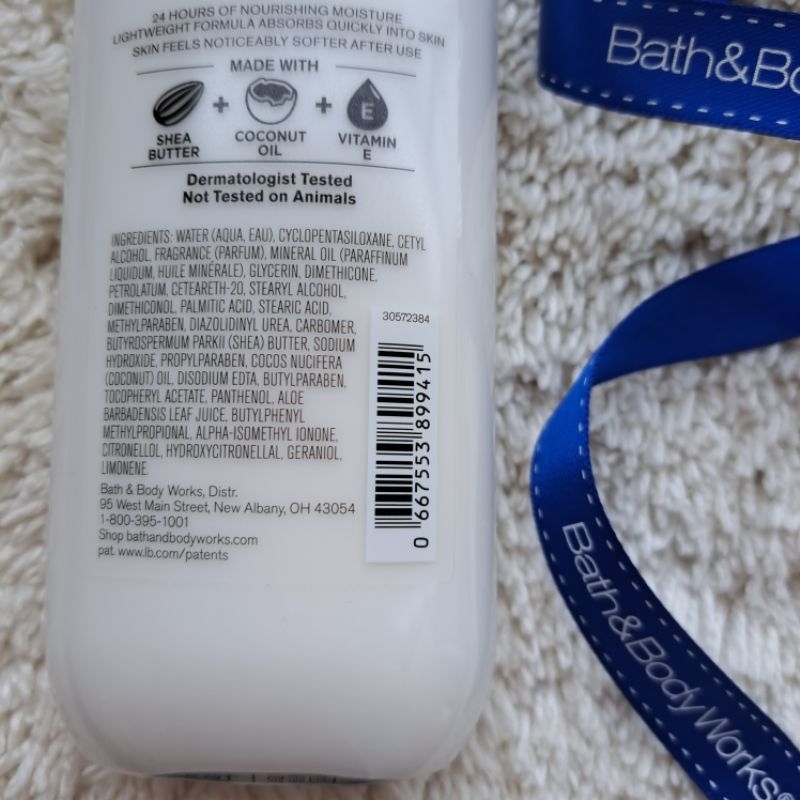 24 HOURS OF NOURISHING MOISTURE
LIGHTWEIGHT FORMULA ABSORBS QUICKLY INTO SKIN
SKIN FEELS NOTICEABLY SOFTER AFTER USE
MADE WITH
SHEA BUTTER + COCONUT OIL + E VITAMIN E
Dermatologist Tested
Not Tested on Animals
INGREDIENTS: WATER (AQUA, EAU), CYCLOPENTASILOXANE, CETYL
ALCOHOL, FRAGRANCE (PARFUM), MINERAL OIL (PARAFFINUM
LIQUIDUM, HUILE MINÉRALE), GLYCERIN, DIMETHICONE,
PETROLATUM, CETEARETH-20, STEARYL ALCOHOL,
DIMETHICONOL, PALMITIC ACID, STEARIC ACID,
METHYLPARABEN, DIAZOLIDINYL UREA, CARBOMER,
BUTYROSPERMUM PARKII (SHEA) BUTTER, SODIUM
HYDROXIDE, PROPYLPARABEN, COCOS NUCIFERA
(COCONUT) OIL, DISODIUM EDTA, BUTYLPARABEN,
TOCOPHERYL ACETATE, PANTHENOL, ALOE
BARBADENSIS LEAF JUICE, BUTYLPHENYL
METHYLPROPIONAL, ALPHA-ISOMETHYL IONONE,
CITRONELLOL, HYDROXYCITRONELLAL, GERANIOL,
LIMONENE.
Bath & Body Works, Distr.
95 West Main Street, New Albany, OH 43054
1-800-395-1001
Shop bathandbodyworks.com
pat. www.lb.com/patents
30572384
0 667553 899415
Bath&Bo
Bath&BodyWorks®